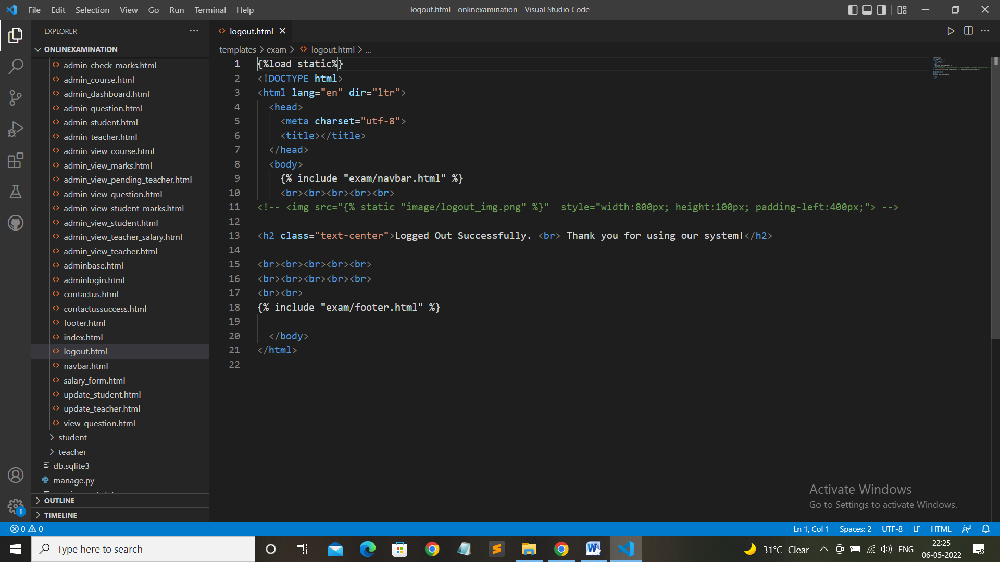 File Edit Selection View Go Run Terminal Help
logout.html - onlinexamination - Visual Studio Code
EXPLORER
ONLINEXAMINATION
admin_check_marks.html
admin_course.html
admin_dashboard.html
admin_question.html
admin_student.html
admin_teacher.html
admin_view_course.html
admin_view_marks.html
admin_view_pending_teacher.html
admin_view_question.html
admin_view_student_marks.html
admin_view_student.html
admin_view_teacher_salary.html
admin_view_teacher.html
adminbase.html
adminlogin.html
contactus.html
contactussuccess.html
footer.html
index.html
logout.html
navbar.html
salary_form.html
update_student.html
update_teacher.html
view_question.html
student
teacher
db.sqlite3
manage.py
OUTLINE
TIMELINE
logout.html
templates > exam > logout.html > ...
1 {%load static%}
2 <!DOCTYPE html>
3 <html lang="en" dir="ltr">
4 <head>
5 <meta charset="utf-8">
6 <title></title>
7 </head>
8 <body>
9 {% include "exam/navbar.html" %}
10 <br><br><br><br><br>
11 <!-- <img src="{% static "image/logout_img.png" %}"  style="width:800px; height:100px; padding-left:400px;"> -->
12
13 <h2 class="text-center">Logged Out Successfully. <br> Thank you for using our system!</h2>
14
15 <br><br><br><br><br>
16 <br><br><br><br><br>
17 <br><br>
18 {% include "exam/footer.html" %}
19
20 </body>
21 </html>
22
Activate Windows
Go to Settings to activate Windows.
1
0 0
Ln 1, Col 1 Spaces: 2 UTF-8 LF HTML
Type here to search
31°C Clear
ENG
22:25
06-05-2022